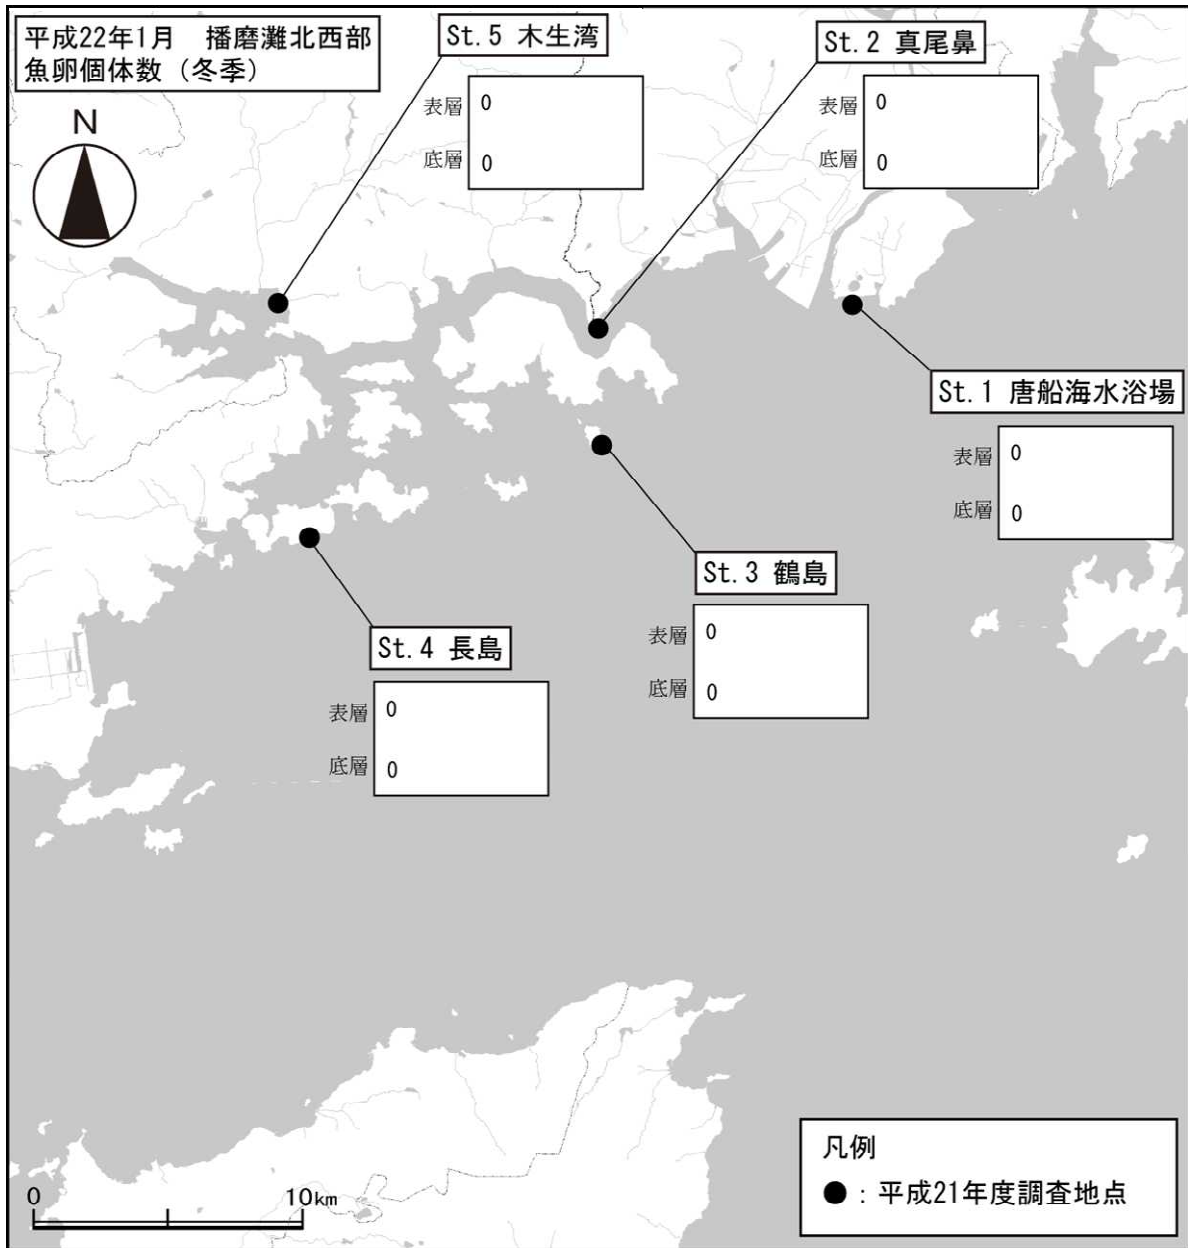 平成22年1月　播磨灘北西部
魚卵個体数（冬季）
N
St.5 木生湾
表層 0
底層 0
St.2 真尾鼻
表層 0
底層 0
St.1 唐船海水浴場
表層 0
底層 0
St.3 鶴島
表層 0
底層 0
St.4 長島
表層 0
底層 0
凡例
●：平成21年度調査地点
0 10km